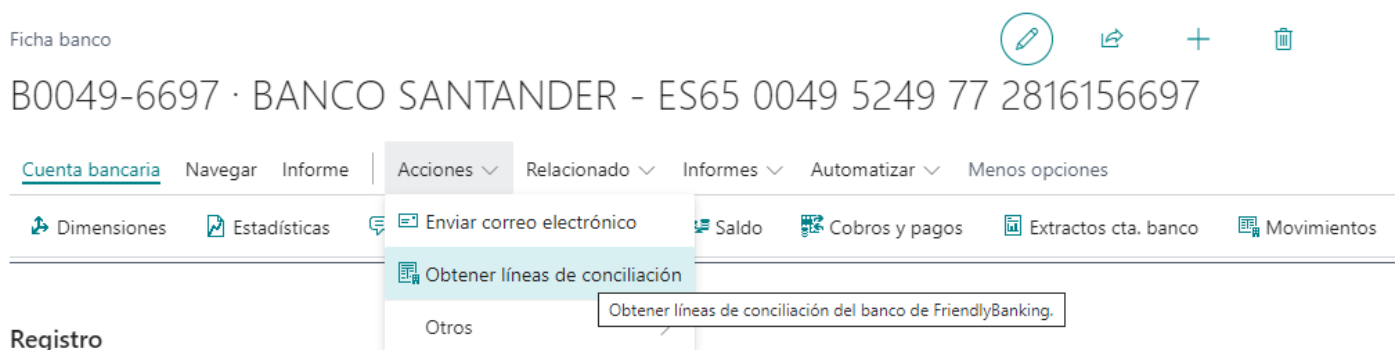 Ficha banco
B0049-6697 · BANCO SANTANDER - ES65 0049 5249 77 2816156697
Cuenta bancaria Navegar Informe Acciones Relacionado Informes Automatizar Menos opciones
Dimensiones Estadísticas Saldo Cobros y pagos Extractos cta. banco Movimientos
Enviar correo electrónico
Obtener líneas de conciliación
Obtener líneas de conciliación del banco de FriendlyBanking.
Otros
Registro